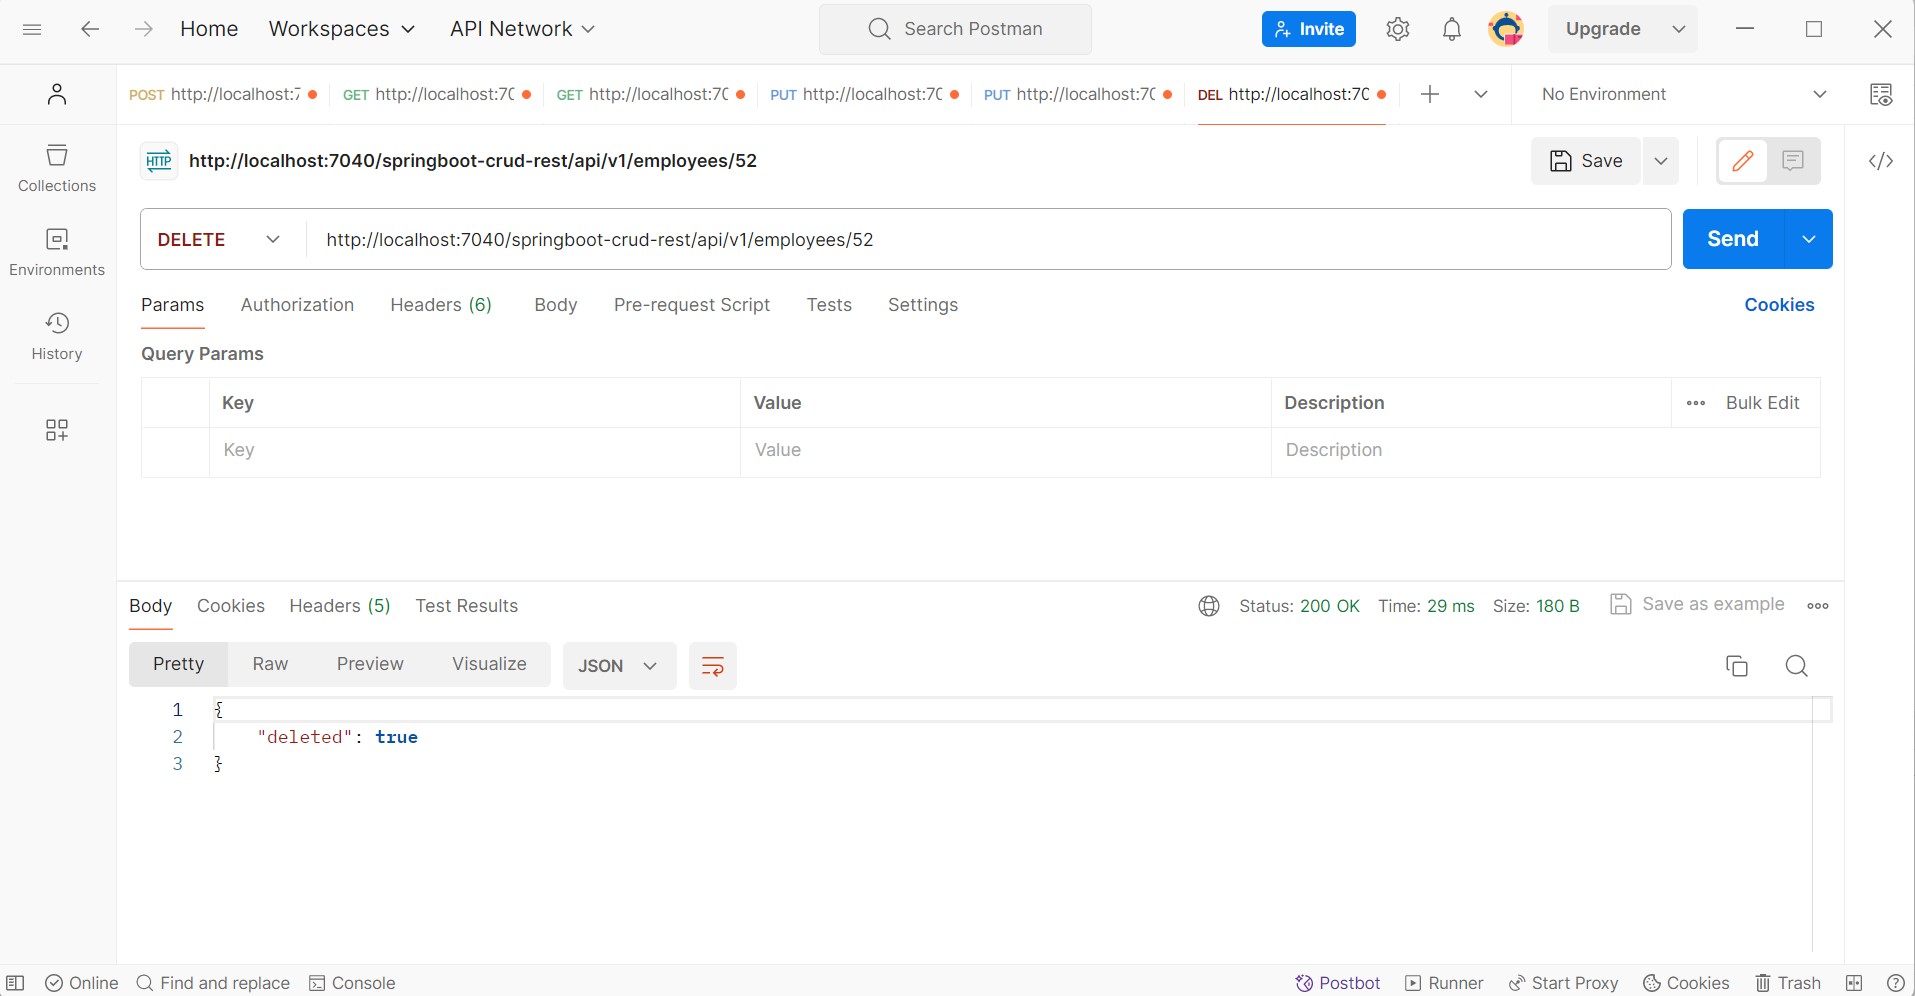 Home Workspaces API Network Search Postman Invite Upgrade
POST http://localhost:7 GET http://localhost:70 GET http://localhost:70 PUT http://localhost:70 PUT http://localhost:70 DEL http://localhost:70 No Environment
HTTP http://localhost:7040/springboot-crud-rest/api/v1/employees/52 Save
Collections
DELETE http://localhost:7040/springboot-crud-rest/api/v1/employees/52 Send
Environments
Params Authorization Headers (6) Body Pre-request Script Tests Settings Cookies
History
Query Params
Key Value Description Bulk Edit
Key Value Description
Body Cookies Headers (5) Test Results Status: 200 OK Time: 29 ms Size: 180 B Save as example
Pretty Raw Preview Visualize JSON
1 {
2 "deleted": true
3 }
Online Find and replace Console Postbot Runner Start Proxy Cookies Trash